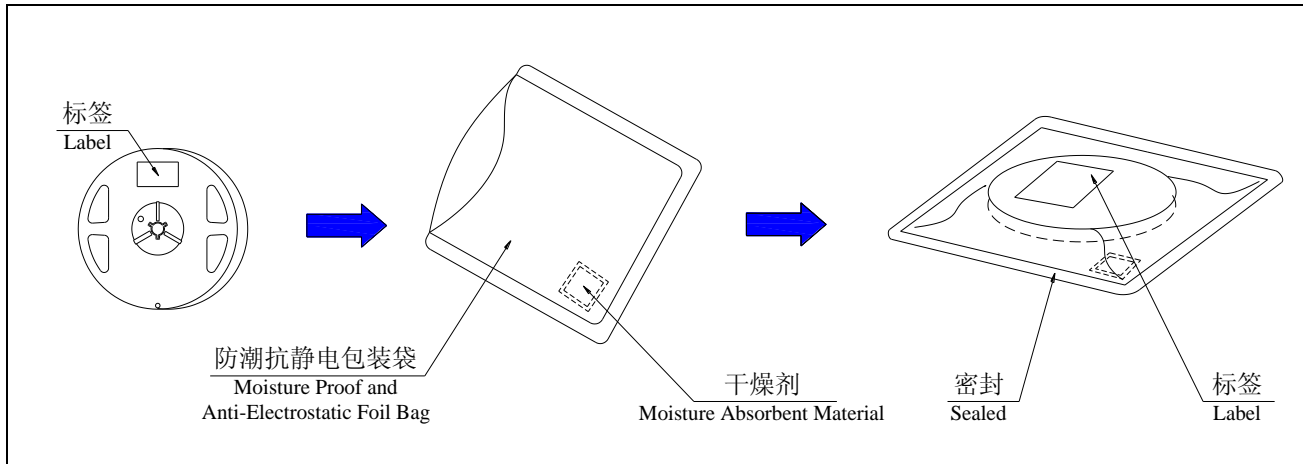 标签
Label
防潮抗静电包装袋
Moisture Proof and
Anti-Electrostatic Foil Bag
干燥剂
Moisture Absorbent Material
密封
Sealed
标签
Label